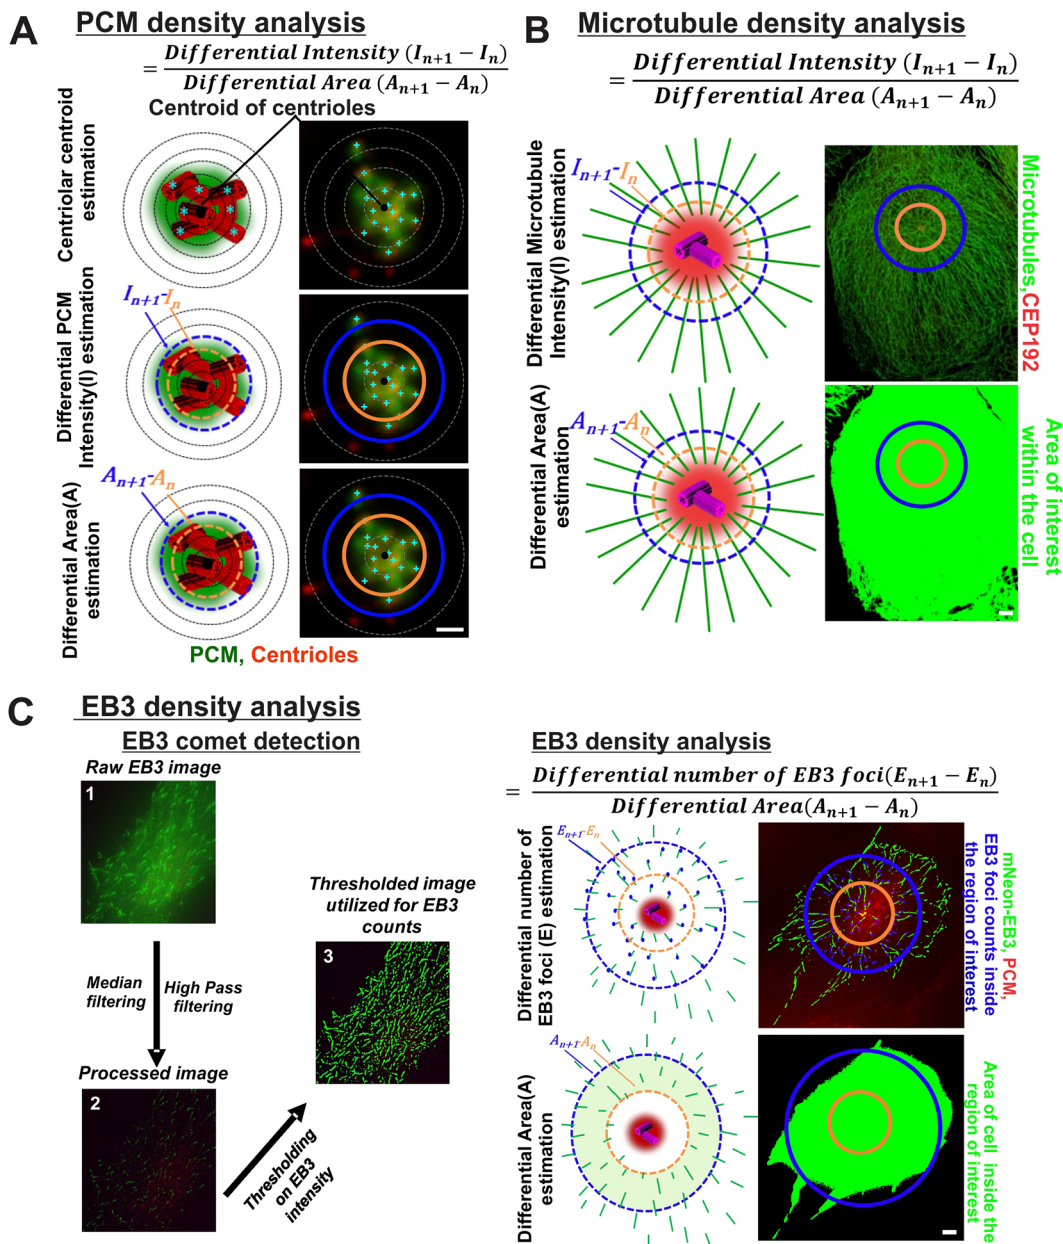 A
PCM density analysis
= Differential Intensity (Iₙ₊₁ − Iₙ) / Differential Area (Aₙ₊₁ − Aₙ)
Centroid of centrioles
Centriolar centroid
estimation
Iₙ₊₁-Iₙ
Differential PCM
Intensity(I) estimation
Aₙ₊₁-Aₙ
Differential Area(A)
estimation
PCM, Centrioles
B
Microtubule density analysis
= Differential Intensity (Iₙ₊₁ − Iₙ) / Differential Area (Aₙ₊₁ − Aₙ)
Iₙ₊₁-Iₙ
Differential Microtubule
Intensity(I) estimation
Microtubules,CEP192
Aₙ₊₁-Aₙ
Differential Area(A)
estimation
Area of interest
within the cell
C
EB3 density analysis
EB3 comet detection
Raw EB3 image
1
Median
filtering
High Pass
filtering
Processed image
2
Thresholding
on EB3
intensity
Thresholded image
utilized for EB3
counts
3
EB3 density analysis
= Differential number of EB3 foci(Eₙ₊₁ − Eₙ) / Differential Area(Aₙ₊₁ − Aₙ)
Eₙ₊₁-Eₙ
Differential number of
EB3 foci (E) estimation
mNeon-EB3, PCM,
EB3 foci counts inside
the region of interest
Aₙ₊₁-Aₙ
Differential Area(A)
estimation
Area of cell inside the
region of interest